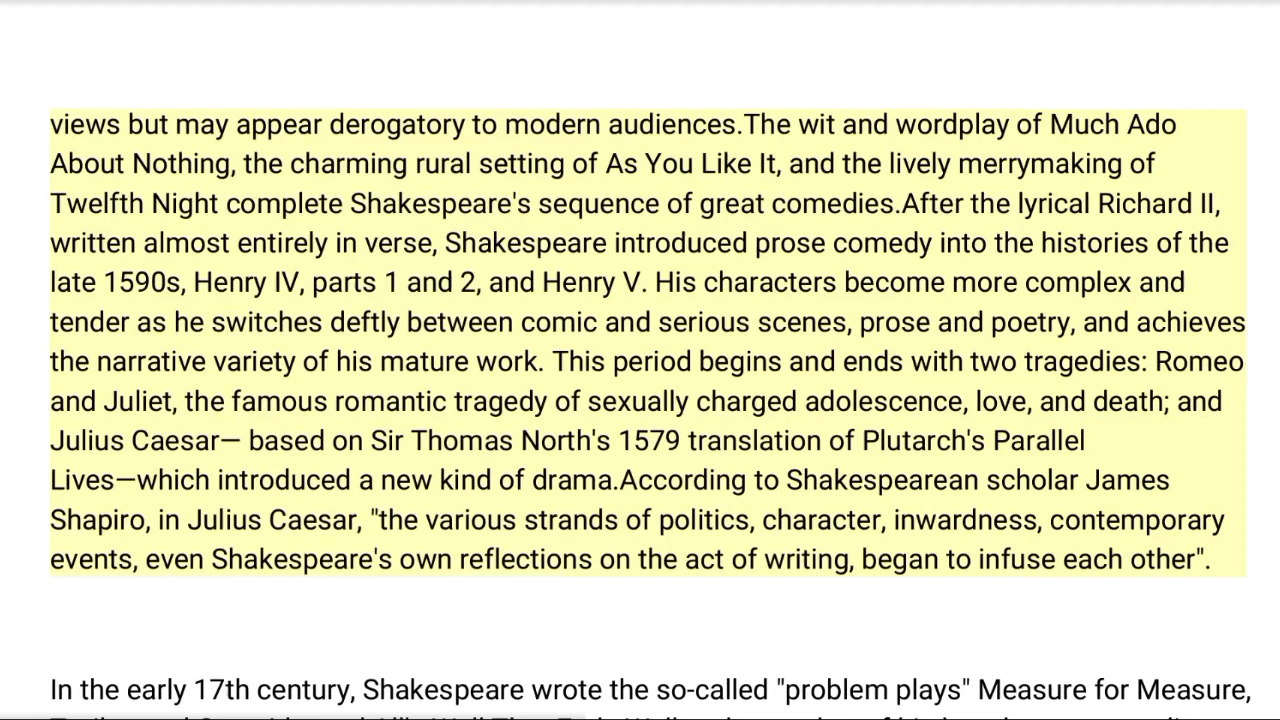 views but may appear derogatory to modern audiences.The wit and wordplay of Much Ado
About Nothing, the charming rural setting of As You Like It, and the lively merrymaking of
Twelfth Night complete Shakespeare's sequence of great comedies.After the lyrical Richard II,
written almost entirely in verse, Shakespeare introduced prose comedy into the histories of the
late 1590s, Henry IV, parts 1 and 2, and Henry V. His characters become more complex and
tender as he switches deftly between comic and serious scenes, prose and poetry, and achieves
the narrative variety of his mature work. This period begins and ends with two tragedies: Romeo
and Juliet, the famous romantic tragedy of sexually charged adolescence, love, and death; and
Julius Caesar— based on Sir Thomas North's 1579 translation of Plutarch's Parallel
Lives—which introduced a new kind of drama.According to Shakespearean scholar James
Shapiro, in Julius Caesar, "the various strands of politics, character, inwardness, contemporary
events, even Shakespeare's own reflections on the act of writing, began to infuse each other".
In the early 17th century, Shakespeare wrote the so-called "problem plays" Measure for Measure,